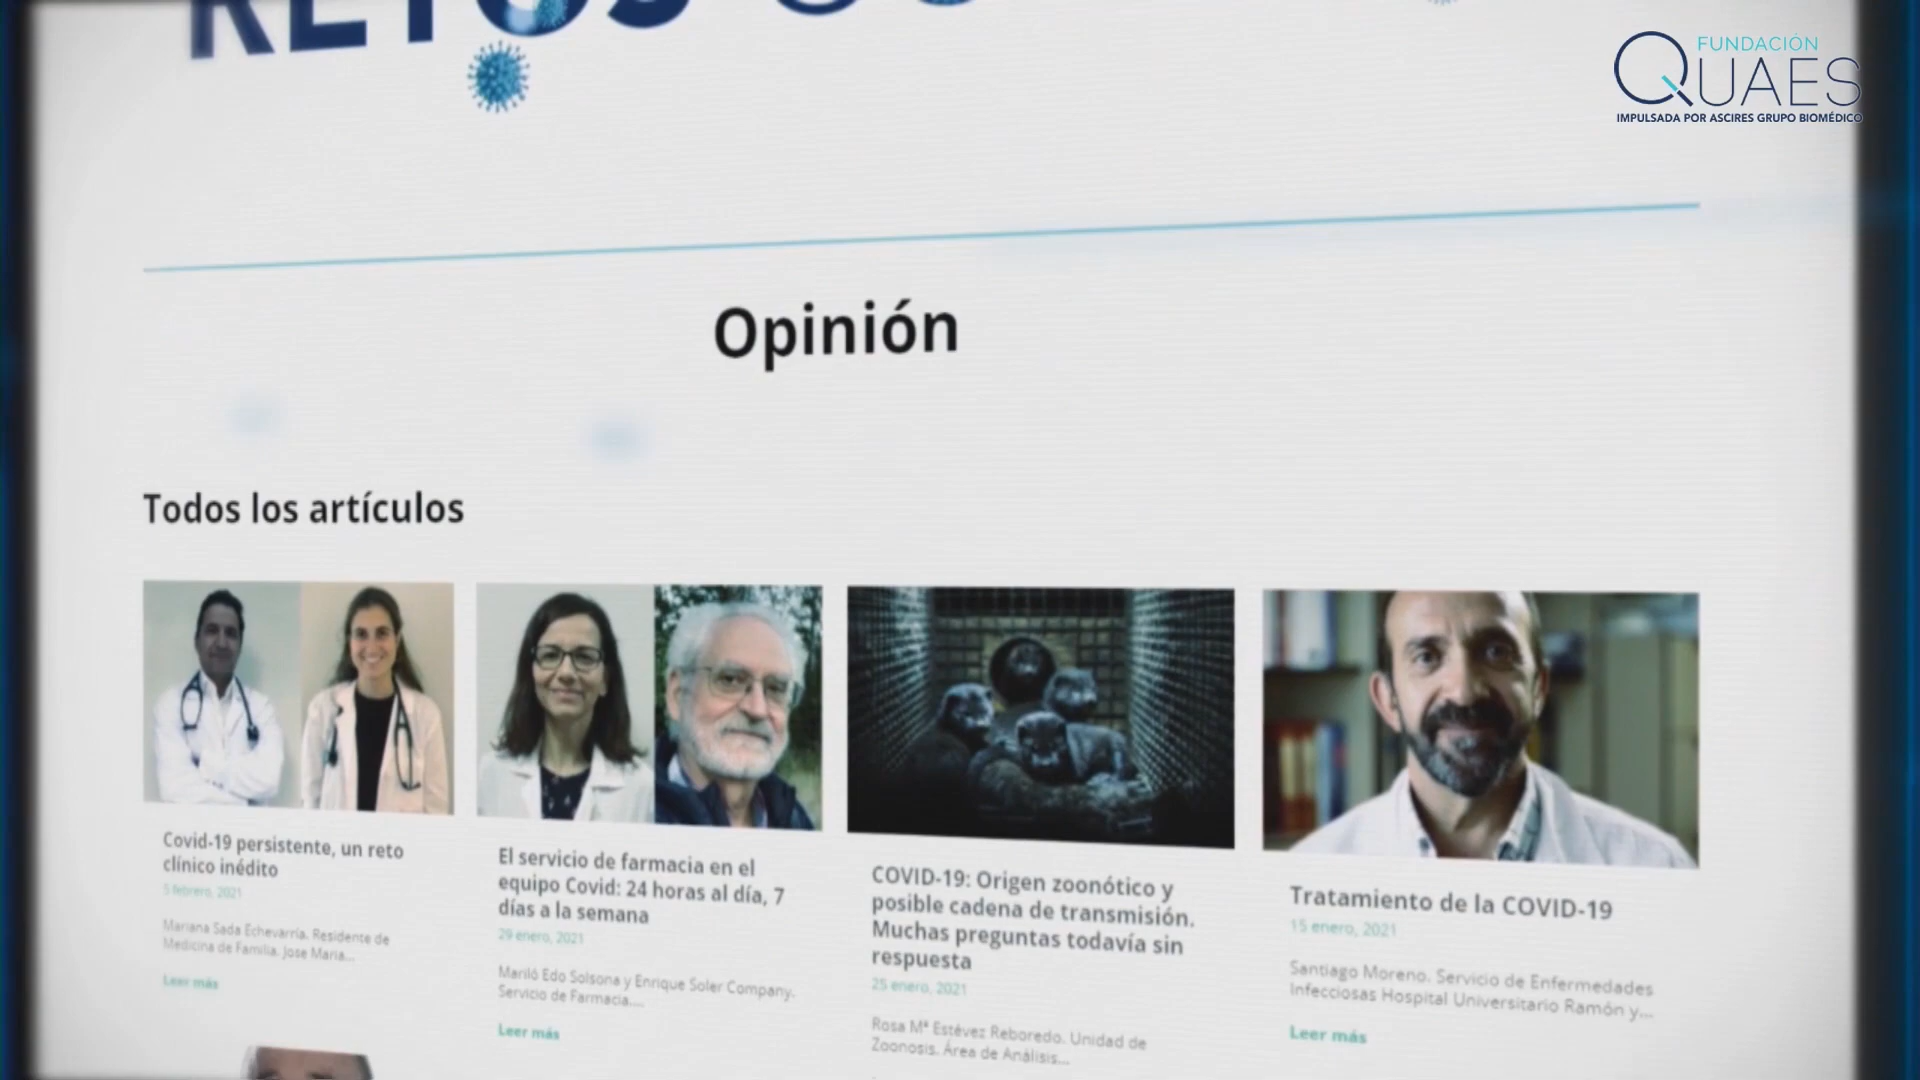 FUNDACIÓN
QUAES
IMPULSADA POR ASCIRES GRUPO BIOMÉDICO
Opinión
Todos los artículos
Covid-19 persistente, un reto
clínico inédito
5 febrero, 2021
Mariana Sada Echevarría. Residente de
Medicina de Familia. Jose Maria...
Leer más
El servicio de farmacia en el
equipo Covid: 24 horas al día, 7
días a la semana
29 enero, 2021
Mariló Edo Solsona y Enrique Soler Company.
Servicio de Farmacia....
Leer más
COVID-19: Origen zoonótico y
posible cadena de transmisión.
Muchas preguntas todavía sin
respuesta
25 enero, 2021
Rosa Mª Estévez Reboredo. Unidad de
Zoonosis. Área de Análisis...
Tratamiento de la COVID-19
15 enero, 2021
Santiago Moreno. Servicio de Enfermedades
Infecciosas Hospital Universitario Ramón y...
Leer más